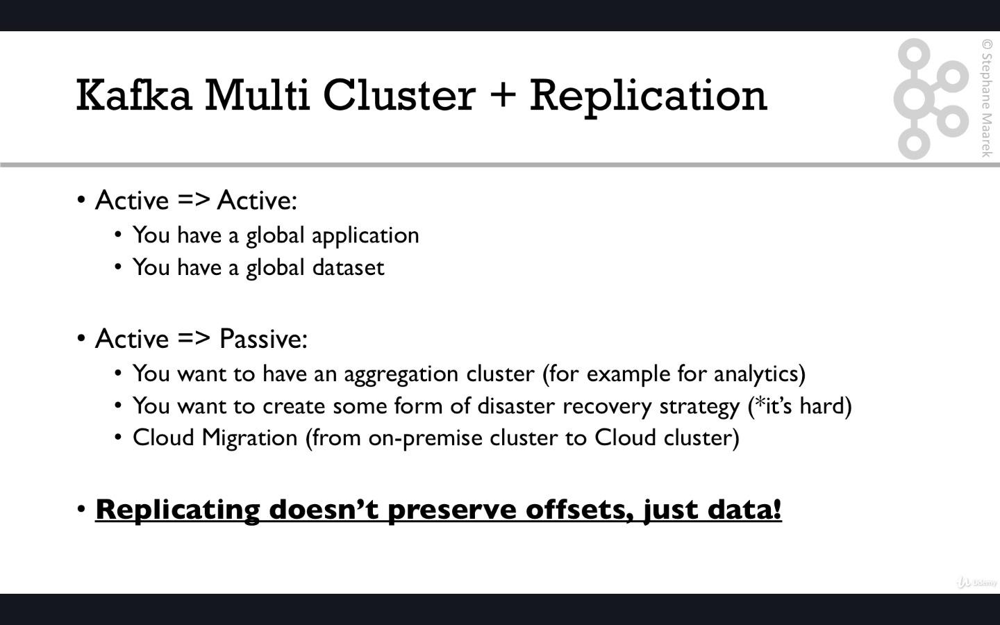 Kafka Multi Cluster + Replication
© Stephane Maarek
• Active => Active:
• You have a global application
• You have a global dataset
• Active => Passive:
• You want to have an aggregation cluster (for example for analytics)
• You want to create some form of disaster recovery strategy (*it’s hard)
• Cloud Migration (from on-premise cluster to Cloud cluster)
• Replicating doesn’t preserve offsets, just data!
Udemy